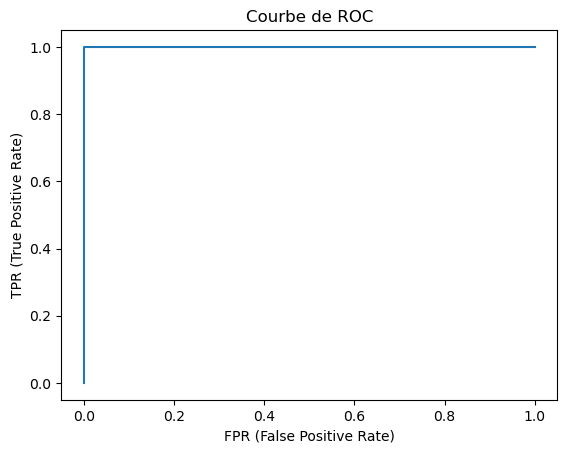 Courbe de ROC
1.0
0.8
0.6
0.4
0.2
0.0
TPR (True Positive Rate)
0.0 0.2 0.4 0.6 0.8 1.0
FPR (False Positive Rate)